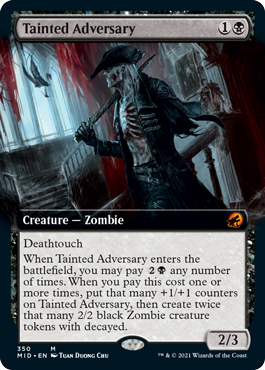 Tainted Adversary 1
Creature — Zombie
Deathtouch
When Tainted Adversary enters the
battlefield, you may pay 2 any number
of times. When you pay this cost one or
more times, put that many +1/+1 counters
on Tainted Adversary, then create twice
that many 2/2 black Zombie creature
tokens with decayed.
2/3
350 M
MID • EN Tuan Duong Chu
™ & © 2021 Wizards of the Coast